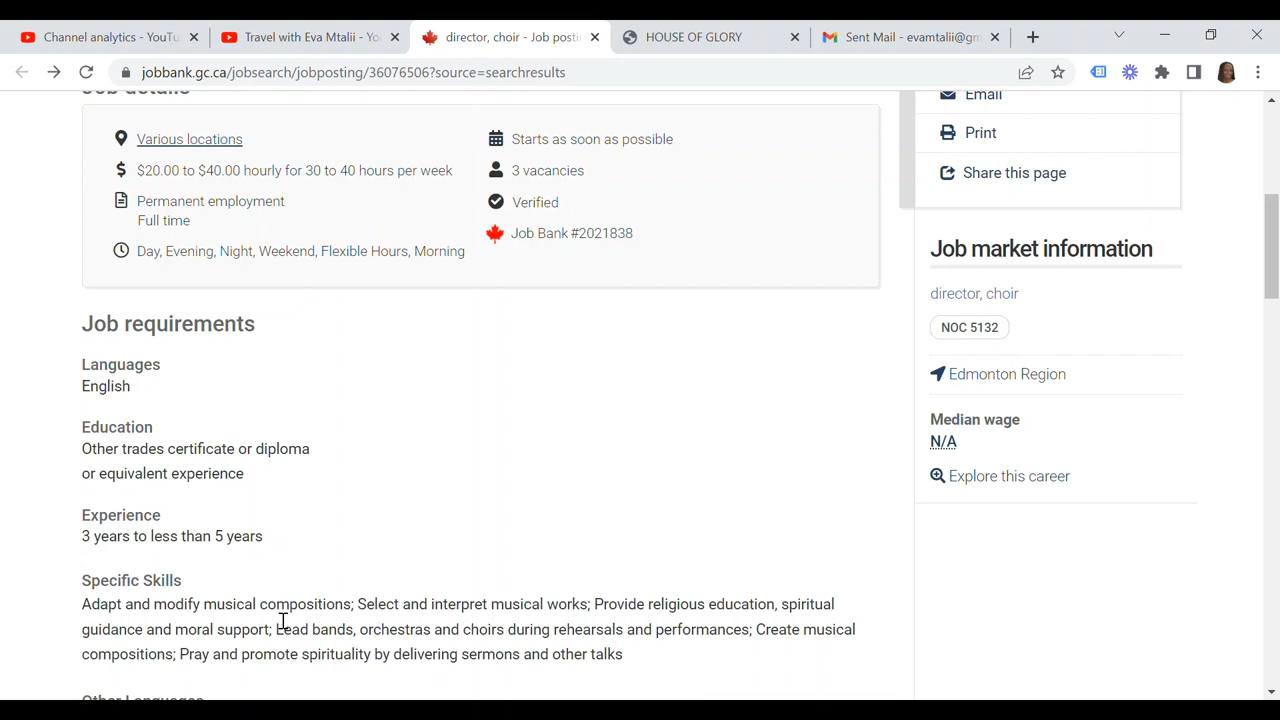 Channel analytics - YouTu
Travel with Eva Mtalii - You
director, choir - Job postin
HOUSE OF GLORY
Sent Mail - evamtalii@gm
jobbank.gc.ca/jobsearch/jobposting/36076506?source=searchresults
Job details
Various locations
$20.00 to $40.00 hourly for 30 to 40 hours per week
Permanent employment
Full time
Day, Evening, Night, Weekend, Flexible Hours, Morning
Starts as soon as possible
3 vacancies
Verified
Job Bank #2021838
Job requirements
Languages
English
Education
Other trades certificate or diploma
or equivalent experience
Experience
3 years to less than 5 years
Specific Skills
Adapt and modify musical compositions; Select and interpret musical works; Provide religious education, spiritual
guidance and moral support; Lead bands, orchestras and choirs during rehearsals and performances; Create musical
compositions; Pray and promote spirituality by delivering sermons and other talks
Other Languages
Email
Print
Share this page
Job market information
director, choir
NOC 5132
Edmonton Region
Median wage
N/A
Explore this career